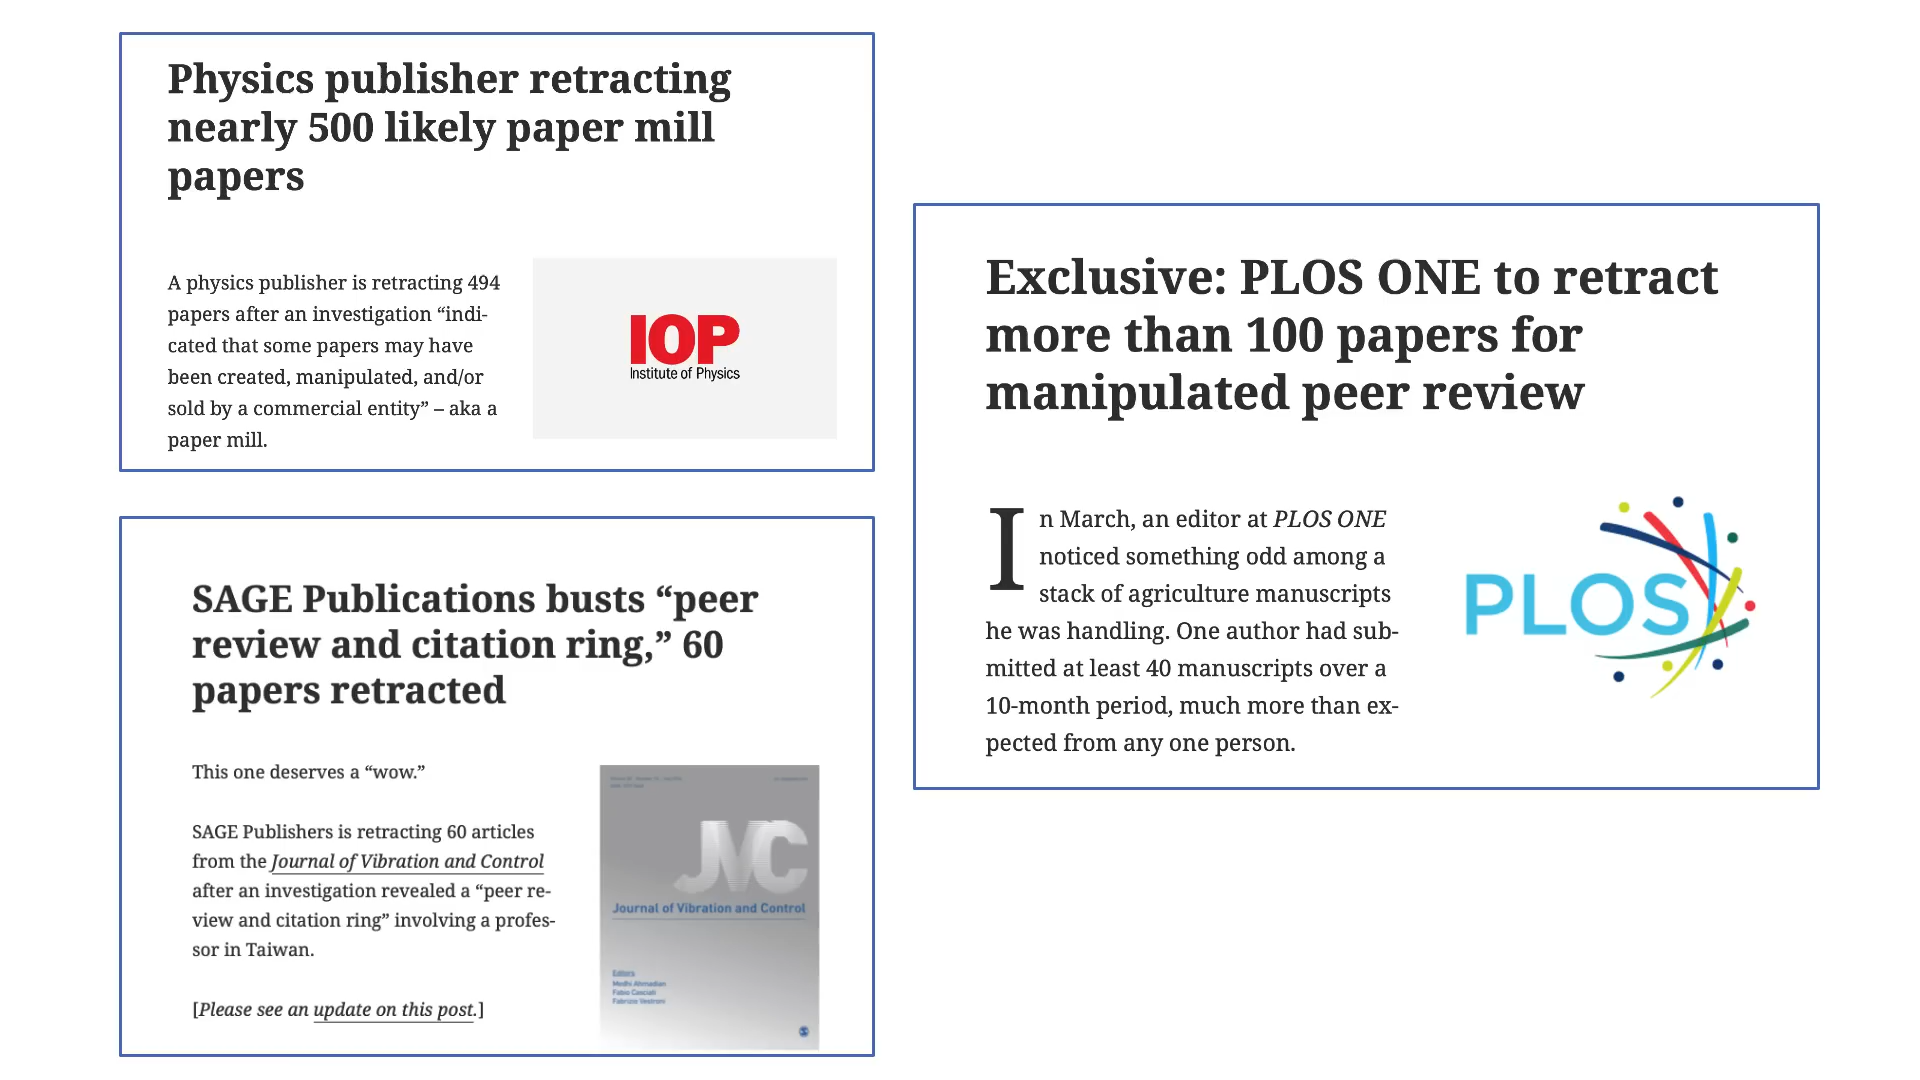 Physics publisher retracting
nearly 500 likely paper mill
papers
A physics publisher is retracting 494
papers after an investigation “indi-
cated that some papers may have
been created, manipulated, and/or
sold by a commercial entity” – aka a
paper mill.
IOP
Institute of Physics
SAGE Publications busts “peer
review and citation ring,” 60
papers retracted
This one deserves a “wow.”
SAGE Publishers is retracting 60 articles
from the Journal of Vibration and Control
after an investigation revealed a “peer re-
view and citation ring” involving a profes-
sor in Taiwan.
[Please see an update on this post.]
JVC
Journal of Vibration and Control
Editors
Mehdi Ahmadian
Fabio Casciati
Fabrizio Vestroni
Exclusive: PLOS ONE to retract
more than 100 papers for
manipulated peer review
In March, an editor at PLOS ONE
noticed something odd among a
stack of agriculture manuscripts
he was handling. One author had sub-
mitted at least 40 manuscripts over a
10-month period, much more than ex-
pected from any one person.
PLOS